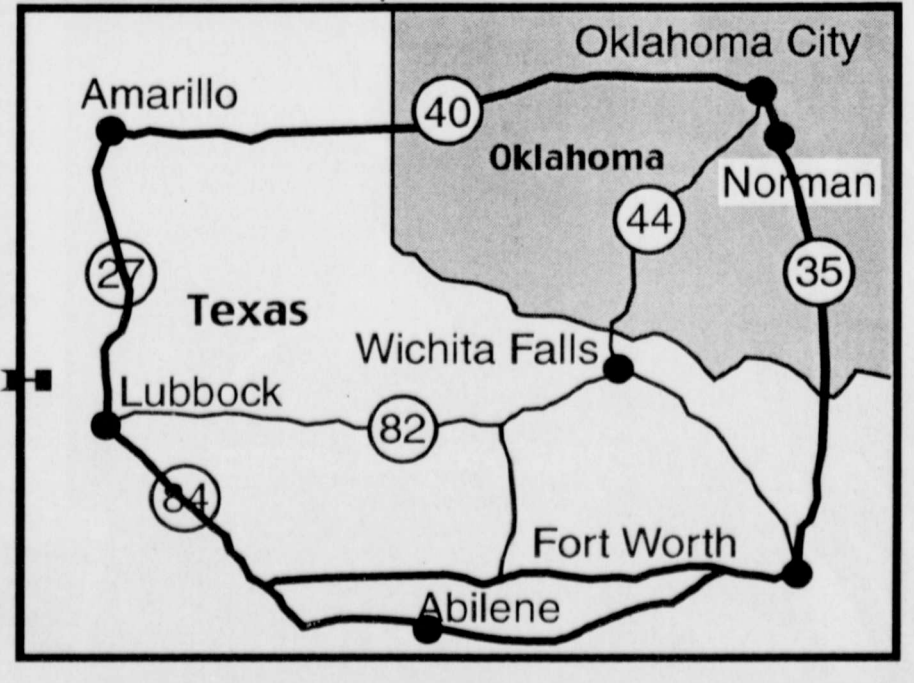 Oklahoma City
Amarillo
40
Oklahoma
Norman
44
27
35
Texas
Wichita Falls
Lubbock
82
84
Fort Worth
Abilene